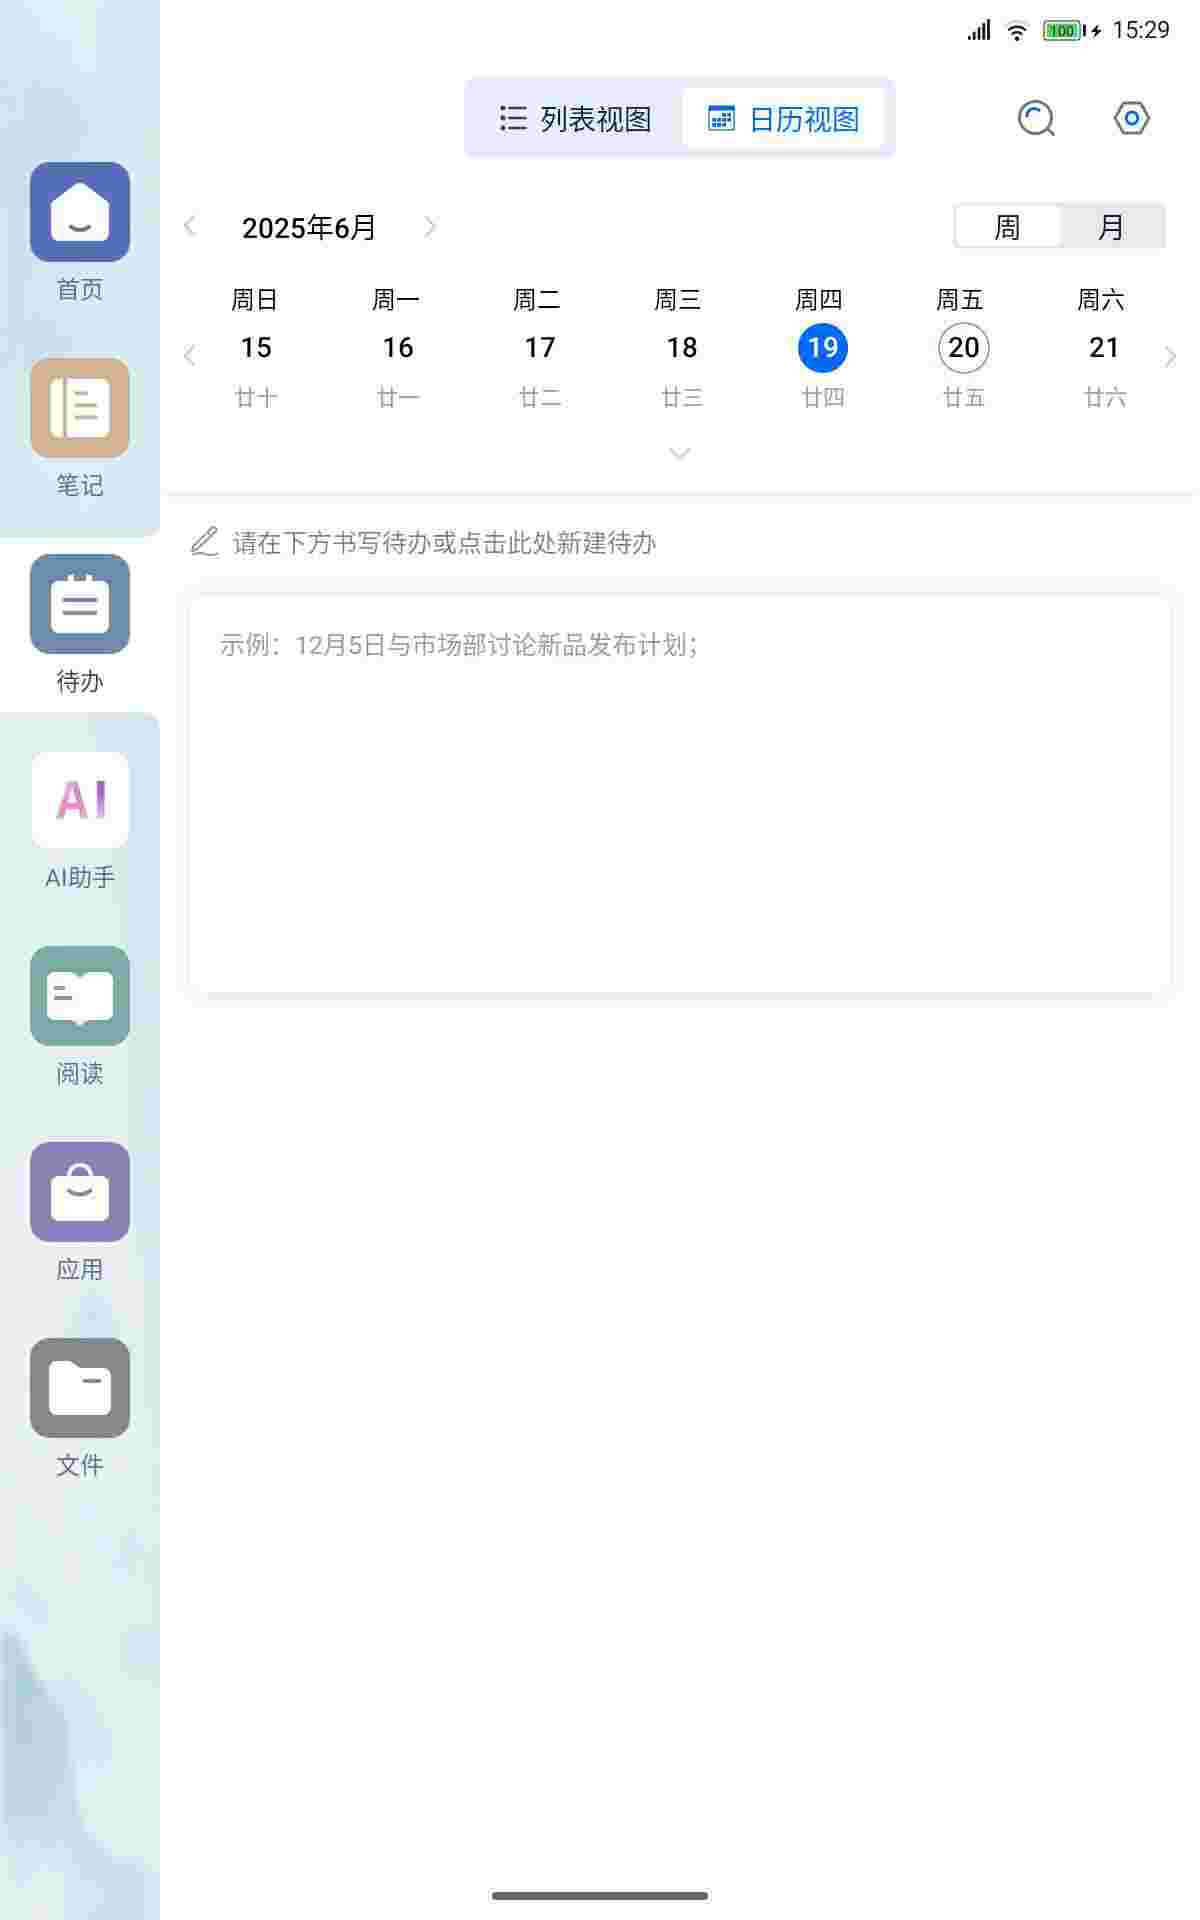 100 15:29
列表视图 日历视图
2025年6月 周 月
周日 周一 周二 周三 周四 周五 周六
15 16 17 18 19 20 21
廿十 廿一 廿二 廿三 廿四 廿五 廿六
请在下方书写待办或点击此处新建待办
示例：12月5日与市场部讨论新品发布计划；
首页
笔记
待办
AI
AI助手
阅读
应用
文件